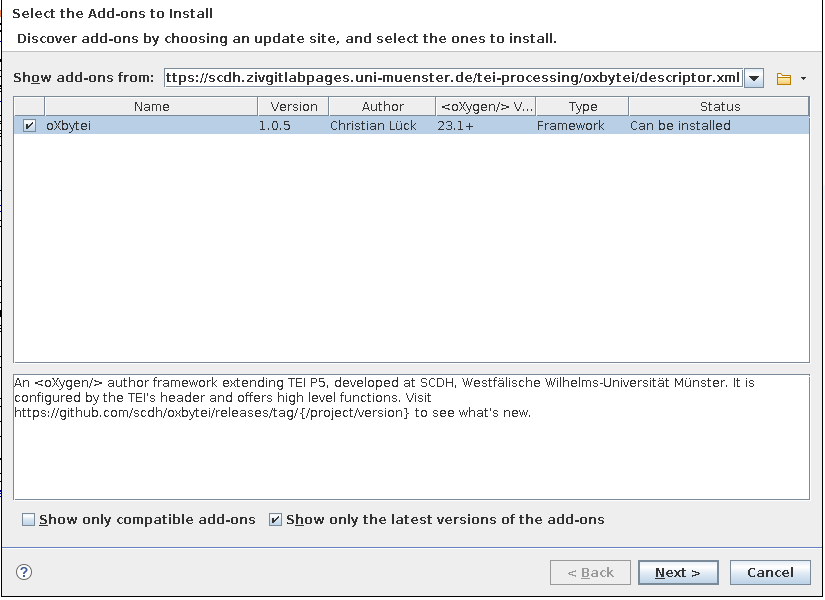 Select the Add-ons to Install
Discover add-ons by choosing an update site, and select the ones to install.
Show add-ons from: ttps://scdh.zivgitlabpages.uni-muenster.de/tei-processing/oxbytei/descriptor.xml
Name Version Author <oXygen/> V... Type Status
oXbytei 1.0.5 Christian Lück 23.1+ Framework Can be installed
An <oXygen/> author framework extending TEI P5, developed at SCDH, Westfälische Wilhelms-Universität Münster. It is
configured by the TEI's header and offers high level functions. Visit
https://github.com/scdh/oxbytei/releases/tag/{/project/version} to see what's new.
Show only compatible add-ons Show only the latest versions of the add-ons
? < Back Next > Cancel